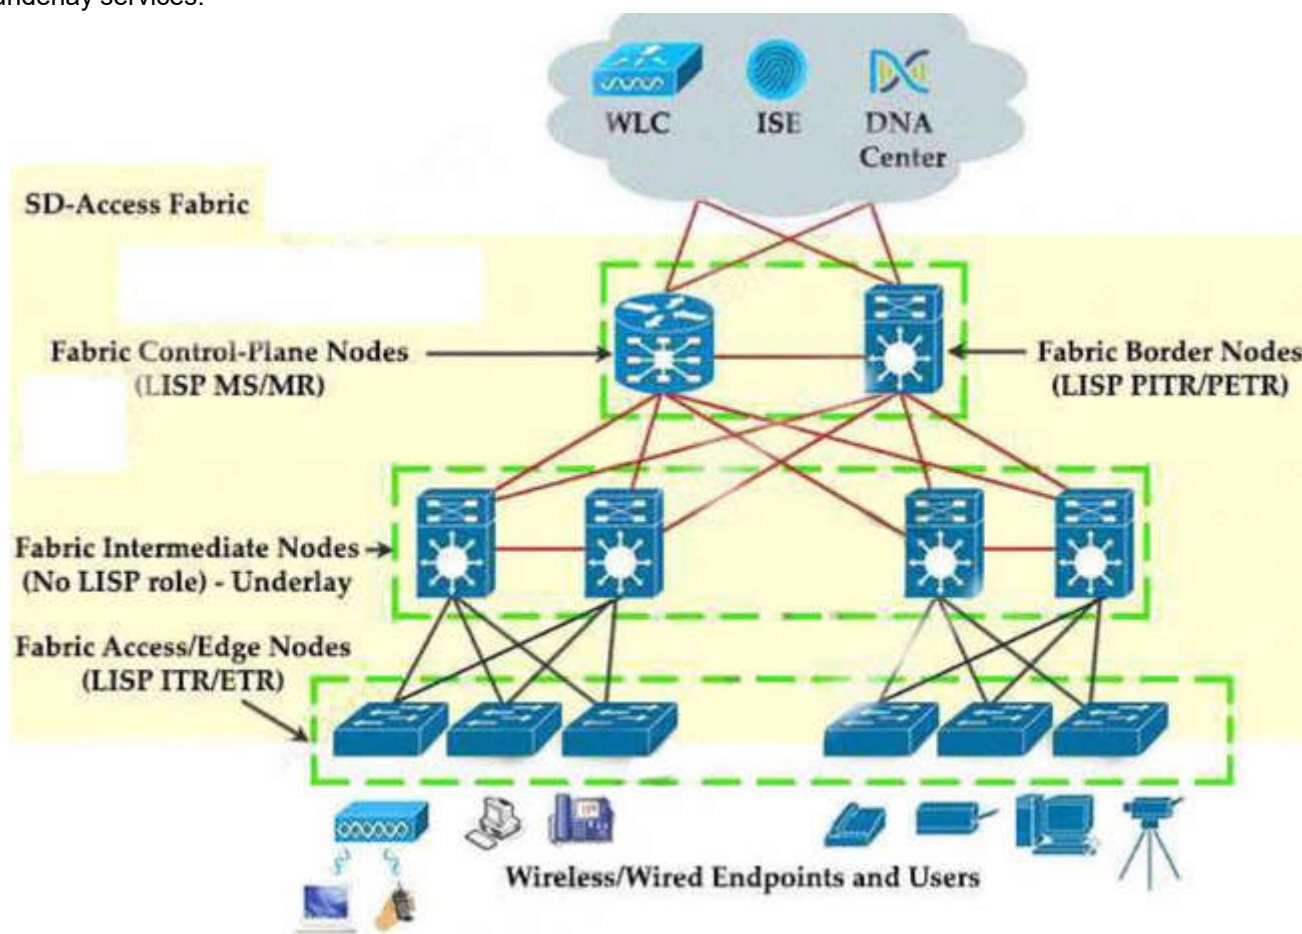 underlay services.
WLC
ISE
DNA
Center
SD-Access Fabric
Fabric Control-Plane Nodes
(LISP MS/MR)
Fabric Border Nodes
(LISP PITR/PETR)
Fabric Intermediate Nodes
(No LISP role) - Underlay
Fabric Access/Edge Nodes
(LISP ITR/ETR)
Wireless/Wired Endpoints and Users